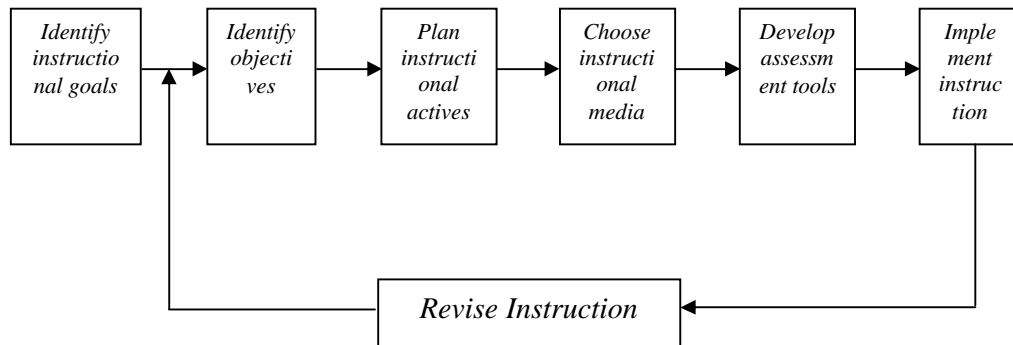 Identify
instructio
nal goals
Identify
objecti
ves
Plan
instructi
onal
actives
Choose
instructi
onal
media
Develop
assessm
ent tools
Imple
ment
instruc
tion
Revise Instruction